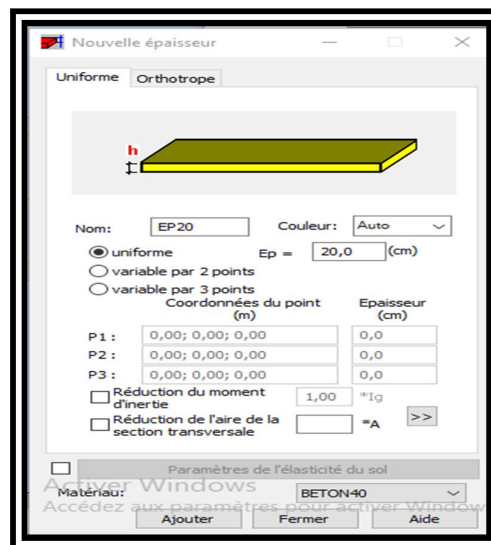 Nouvelle épaisseur
Uniforme Orthotrope
h
Nom: EP20 Couleur: Auto
uniforme Ep = 20,0 (cm)
variable par 2 points
variable par 3 points
Coordonnées du point Epaisseur
(m) (cm)
P1 : 0,00; 0,00; 0,00 0,0
P2 : 0,00; 0,00; 0,00 0,0
P3 : 0,00; 0,00; 0,00 0,0
Réduction du moment 1,00 *Ig
d'inertie
Réduction de l'aire de la *A >>
section transversale
Paramètres de l'élasticité du sol
Activer Windows
Matériau: BETON40
Accédez aux paramètres pour activer Window
Ajouter Fermer Aide